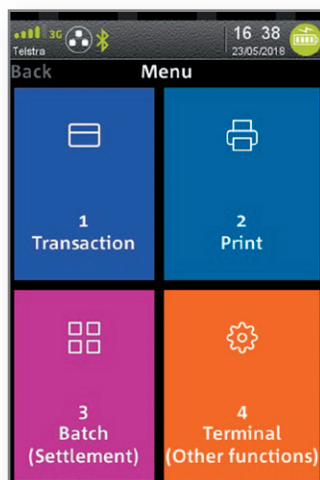 3G
Telstra
16 38
23/05/2018
Back
Menu
1
Transaction
2
Print
3
Batch
(Settlement)
4
Terminal
(Other functions)